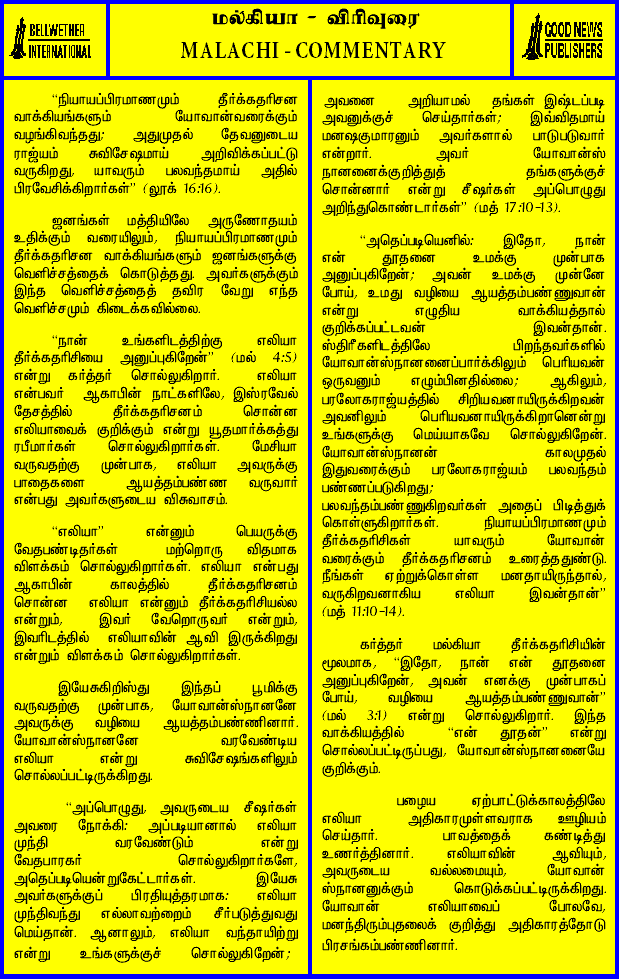 BELLWETHER
INTERNATIONAL
மல்கியா - விரிவுரை
MALACHI - COMMENTARY
GOOD NEWS
PUBLISHERS
“நியாயப்பிரமாணமும் தீர்க்கதரிசன
வாக்கியங்களும் யோவான்வரைக்கும்
வழங்கிவந்தது; அதுமுதல் தேவனுடைய
ராஜ்யம் சுவிசேஷமாய் அறிவிக்கப்பட்டு
வருகிறது, யாவரும் பலவந்தமாய் அதில்
பிரவேசிக்கிறார்கள்” (லூக் 16:16).
ஜனங்கள் மத்தியிலே அருணோதயம்
உதிக்கும் வரையிலும், நியாயப்பிரமாணமும்
தீர்க்கதரிசன வாக்கியங்களும் ஜனங்களுக்கு
வெளிச்சத்தைக் கொடுத்தது. அவர்களுக்கும்
இந்த வெளிச்சத்தைத் தவிர வேறு எந்த
வெளிச்சமும் கிடைக்கவில்லை.
“நான் உங்களிடத்திற்கு எலியா
தீர்க்கதரிசியை அனுப்புகிறேன்” (மல் 4:5)
என்று கர்த்தர் சொல்லுகிறார். எலியா
என்பவர் ஆகாபின் நாட்களிலே, இஸ்ரவேல்
தேசத்தில் தீர்க்கதரிசனம் சொன்ன
எலியாவைக் குறிக்கும் என்று யூதமார்க்கத்து
ரபீமார்கள் சொல்லுகிறார்கள். மேசியா
வருவதற்கு முன்பாக, எலியா அவருக்கு
பாதைகளை ஆயத்தம்பண்ண வருவார்
என்பது அவர்களுடைய விசுவாசம்.
“எலியா” என்னும் பெயருக்கு
வேதபண்டிதர்கள் மற்றொரு விதமாக
விளக்கம் சொல்லுகிறார்கள். எலியா என்பது
ஆகாபின் காலத்தில் தீர்க்கதரிசனம்
சொன்ன எலியா என்னும் தீர்க்கதரிசியல்ல
என்றும், இவர் வேறொருவர் என்றும்,
இவரிடத்தில் எலியாவின் ஆவி இருக்கிறது
என்றும் விளக்கம் சொல்லுகிறார்கள்.
இயேசுகிறிஸ்து இந்தப் பூமிக்கு
வருவதற்கு முன்பாக, யோவான்ஸ்நானனே
அவருக்கு வழியை ஆயத்தம்பண்ணினார்.
யோவான்ஸ்நானனே வரவேண்டிய
எலியா என்று சுவிசேஷங்களிலும்
சொல்லப்பட்டிருக்கிறது.
“அப்பொழுது, அவருடைய சீஷர்கள்
அவரை நோக்கி: அப்படியானால் எலியா
முந்தி வரவேண்டும் என்று
வேதபாரகர் சொல்லுகிறார்களே,
அதெப்படியென்றுகேட்டார்கள். இயேசு
அவர்களுக்குப் பிரதியுத்தரமாக: எலியா
முந்திவந்து எல்லாவற்றையும் சீர்படுத்துவது
மெய்தான். ஆனாலும், எலியா வந்தாயிற்று
என்று உங்களுக்குச் சொல்லுகிறேன்;
அவனை அறியாமல் தங்கள் இஷ்டப்படி
அவனுக்குச் செய்தார்கள்; இவ்விதமாய்
மனஷகுமாரனும் அவர்களால் பாடுபடுவார்
என்றார். அவர் யோவான்ஸ்
நானனைக்குறித்துத் தங்களுக்குச்
சொன்னார் என்று சீஷர்கள் அப்பொழுது
அறிந்துகொண்டார்கள்” (மத் 17:10-13).
“அதெப்படியெனில்: இதோ, நான்
என் தூதனை உமக்கு முன்பாக
அனுப்புகிறேன்; அவன் உமக்கு முன்னே
போய், உமது வழியை ஆயத்தம்பண்ணுவான்
என்று எழுதிய வாக்கியத்தால்
குறிக்கப்பட்டவன் இவன்தான்.
ஸ்திரீகளிடத்திலே பிறந்தவர்களில்
யோவான்ஸ்நானனைப்பார்க்கிலும் பெரியவன்
ஒருவனும் எழும்பினதில்லை; ஆகிலும்,
பரலோகராஜ்யத்தில் சிறியவனாயிருக்கிறவன்
அவனிலும் பெரியவனாயிருக்கிறானென்று
உங்களுக்கு மெய்யாகவே சொல்லுகிறேன்.
யோவான்ஸ்நானன் காலமுதல்
இதுவரைக்கும் பரலோகராஜ்யம் பலவந்தம்
பண்ணப்படுகிறது;
பலவந்தம்பண்ணுகிறவர்கள் அதைப் பிடித்துக்
கொள்ளுகிறார்கள். நியாயப்பிரமாணமும்
தீர்க்கதரிசிகள் யாவரும் யோவான்
வரைக்கும் தீர்க்கதரிசனம் உரைத்ததுண்டு.
நீங்கள் ஏற்றுக்கொள்ள மனதாயிருந்தால்,
வருகிறவனாகிய எலியா இவன்தான்”
(மத் 11:10-14).
கர்த்தர் மல்கியா தீர்க்கதரிசியின்
மூலமாக, “இதோ, நான் என் தூதனை
அனுப்புகிறேன், அவன் எனக்கு முன்பாகப்
போய், வழியை ஆயத்தம்பண்ணுவான்”
(மல் 3:1) என்று சொல்லுகிறார். இந்த
வாக்கியத்தில் “என் தூதன்” என்று
சொல்லப்பட்டிருப்பது, யோவான்ஸ்நானனையே
குறிக்கும்.
பழைய ஏற்பாட்டுக்காலத்திலே
எலியா அதிகாரமுள்ளவராக ஊழியம்
செய்தார். பாவத்தைக் கண்டித்து
உணர்த்தினார். எலியாவின் ஆவியும்,
அவருடைய வல்லமையும், யோவான்
ஸ்நானனுக்கும் கொடுக்கப்பட்டிருக்கிறது.
யோவான் எலியாவைப் போலவே,
மனந்திரும்புதலைக் குறித்து அதிகாரத்தோடு
பிரசங்கம்பண்ணினார்.